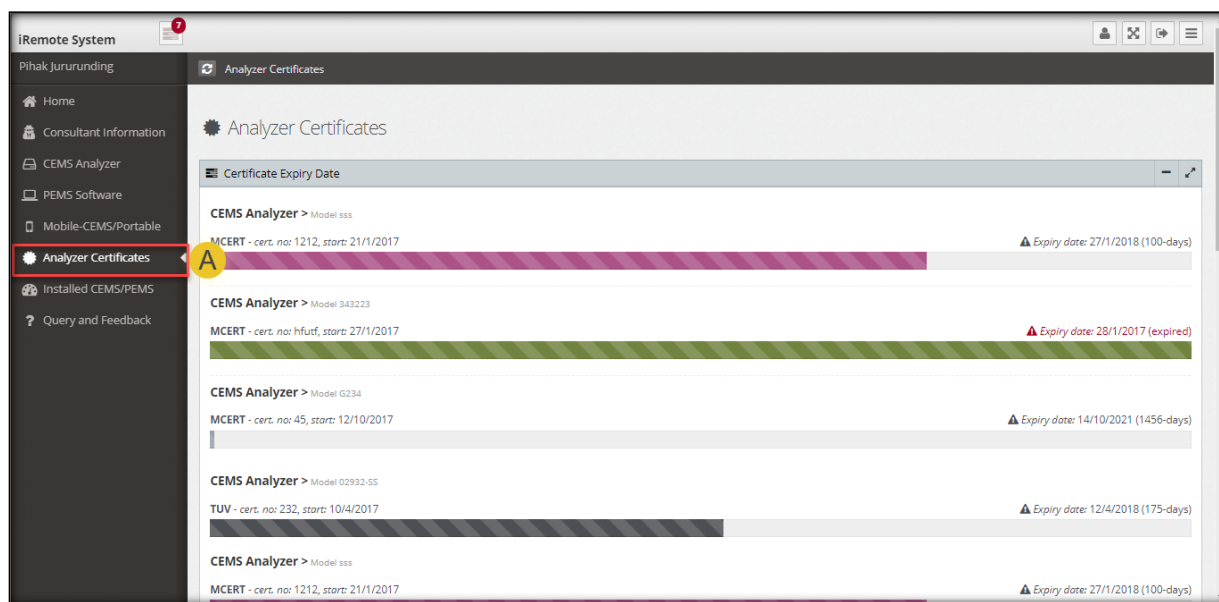 7
iRemote System
Pihak Jururunding
Analyzer Certificates
Home
Consultant Information
CEMS Analyzer
PEMS Software
Mobile-CEMS/Portable
Analyzer Certificates
A
Installed CEMS/PEMS
? Query and Feedback
Analyzer Certificates
Certificate Expiry Date
CEMS Analyzer > Model sss
MCERT - cert. no: 1212, start: 21/1/2017 Expiry date: 27/1/2018 (100-days)
CEMS Analyzer > Model 343223
MCERT - cert. no: hfutf, start: 27/1/2017 Expiry date: 28/1/2017 (expired)
CEMS Analyzer > Model G234
MCERT - cert. no: 45, start: 12/10/2017 Expiry date: 14/10/2021 (1456-days)
CEMS Analyzer > Model 02932-SS
TUV - cert. no: 232, start: 10/4/2017 Expiry date: 12/4/2018 (175-days)
CEMS Analyzer > Model sss
MCERT - cert. no: 1212, start: 21/1/2017 Expiry date: 27/1/2018 (100-days)